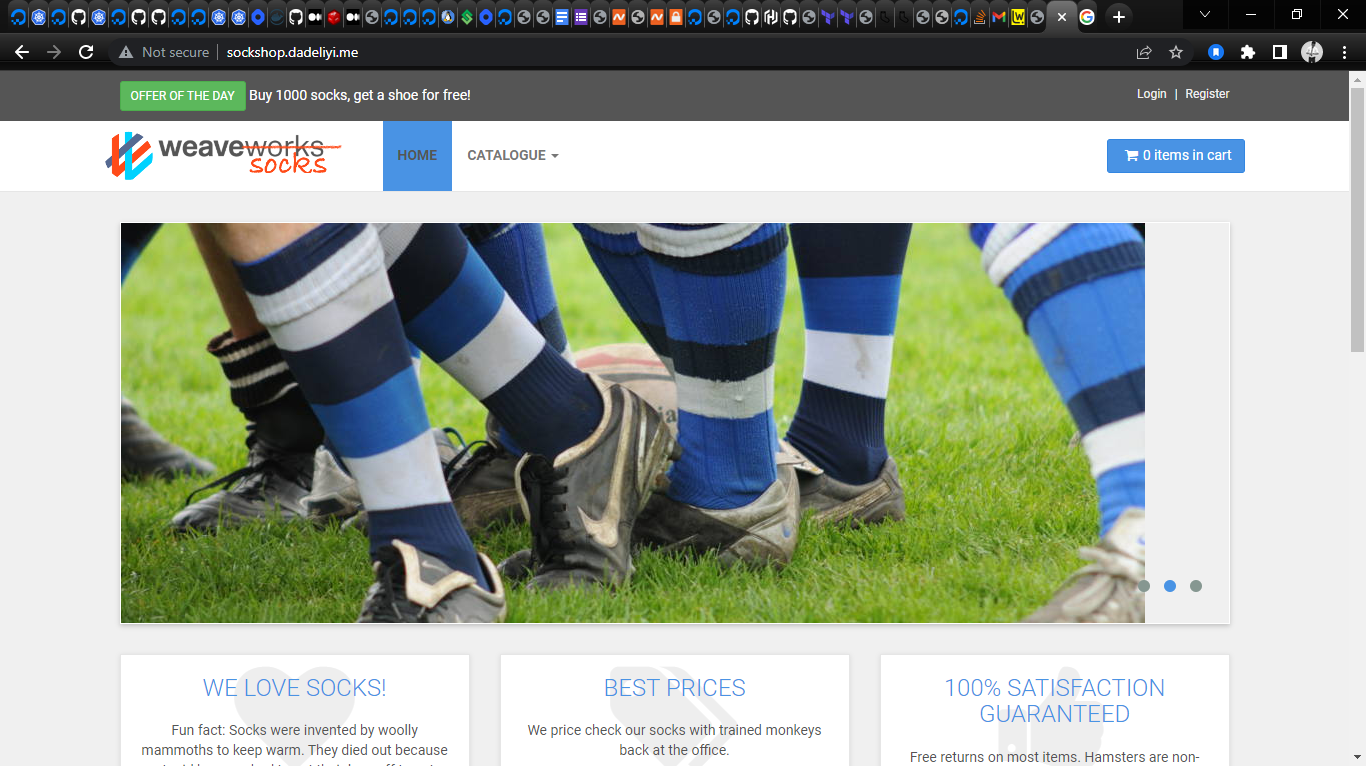 Not secure
sockshop.dadeliyi.me
OFFER OF THE DAY Buy 1000 socks, get a shoe for free!
Login | Register
weaveworks
socks
HOME
CATALOGUE
0 items in cart
WE LOVE SOCKS!
Fun fact: Socks were invented by woolly
mammoths to keep warm. They died out because
BEST PRICES
We price check our socks with trained monkeys
back at the office.
100% SATISFACTION
GUARANTEED
Free returns on most items. Hamsters are non-